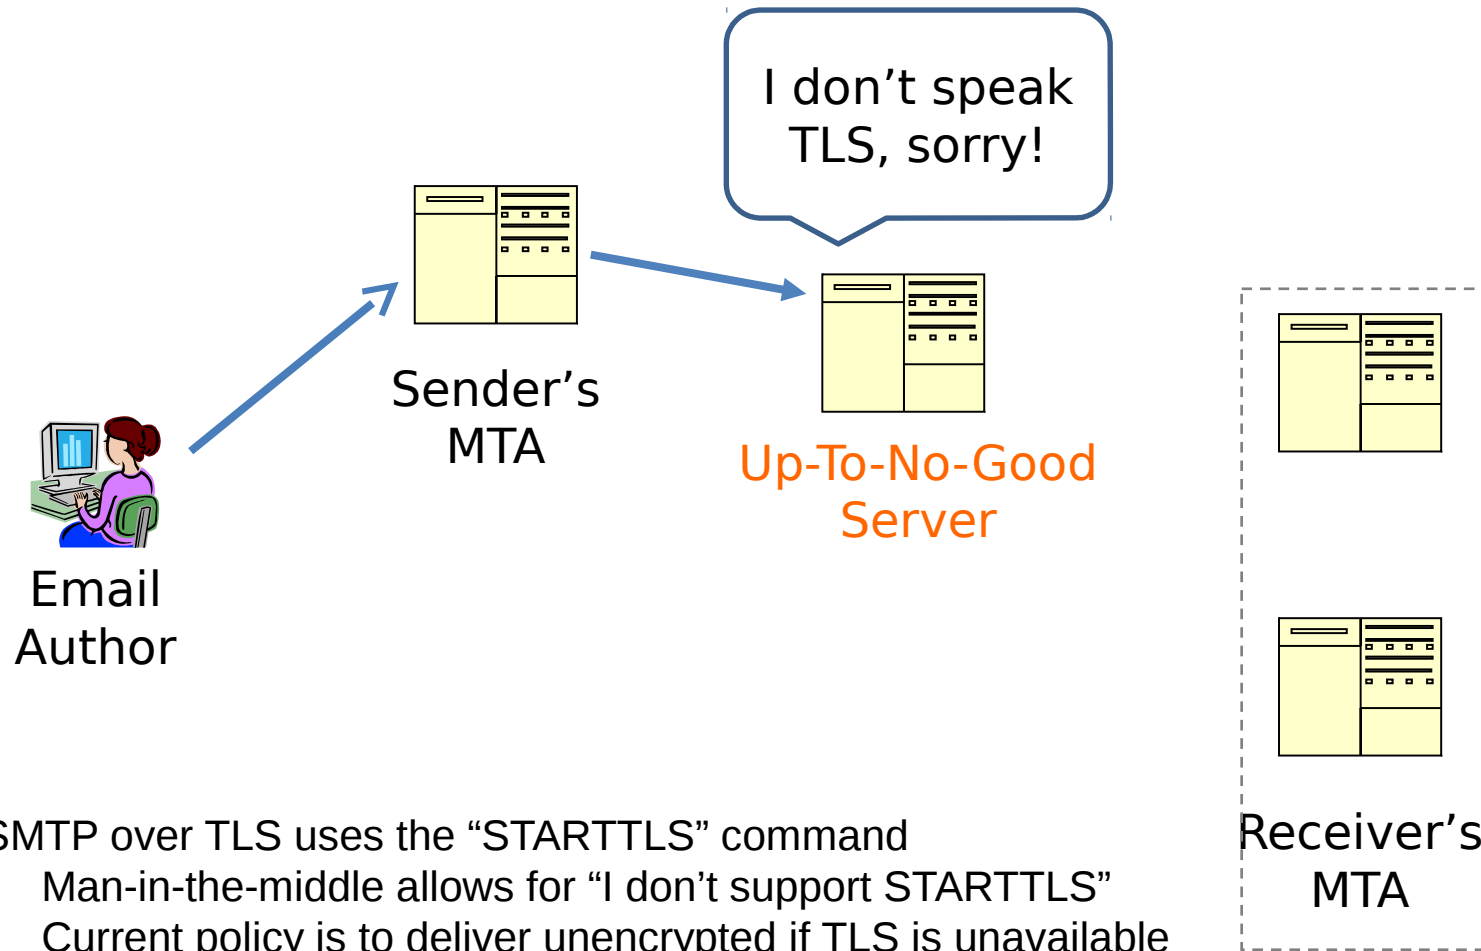 I don’t speak
TLS, sorry!
Sender’s
MTA
Up-To-No-Good
Server
Email
Author
Receiver’s
MTA
SMTP over TLS uses the “STARTTLS” command
Man-in-the-middle allows for “I don’t support STARTTLS”
Current policy is to deliver unencrypted if TLS is unavailable